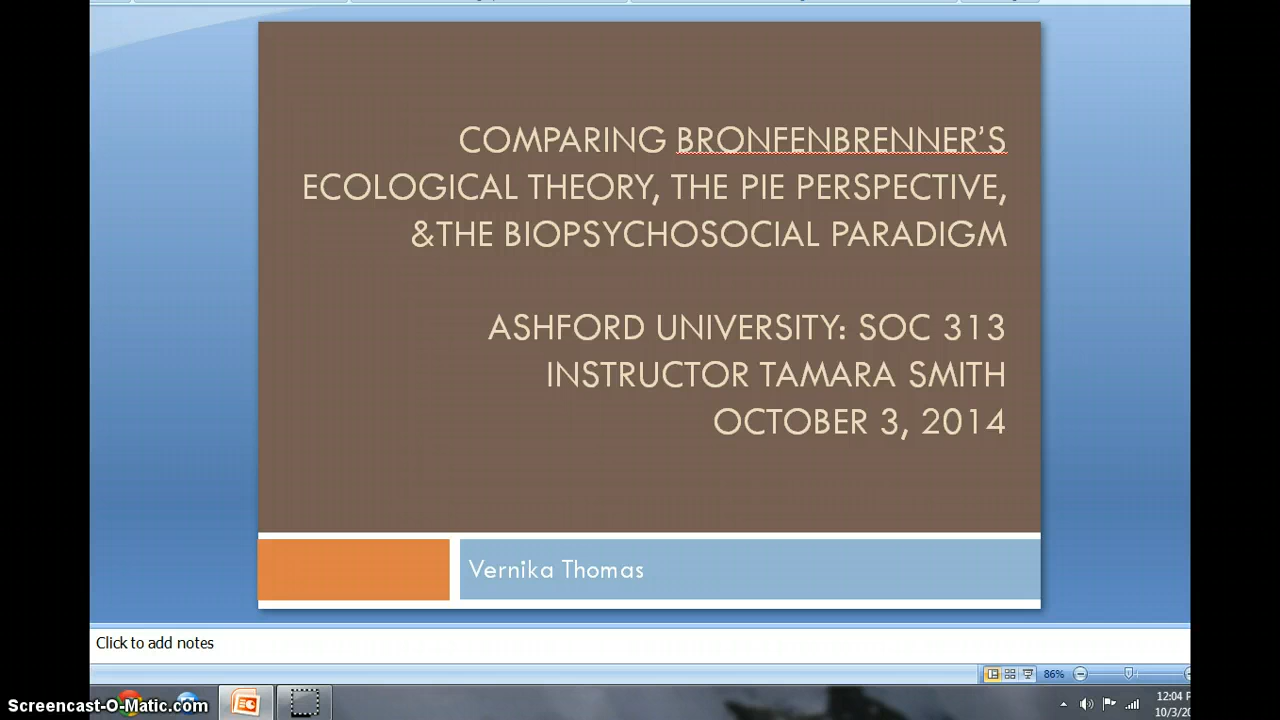 COMPARING BRONFENBRENNER'S
ECOLOGICAL THEORY, THE PIE PERSPECTIVE,
&THE BIOPSYCHOSOCIAL PARADIGM
ASHFORD UNIVERSITY: SOC 313
INSTRUCTOR TAMARA SMITH
OCTOBER 3, 2014
Vernika Thomas
Click to add notes
86%
Screencast-O-Matic.com
12:04 P
10/3/20